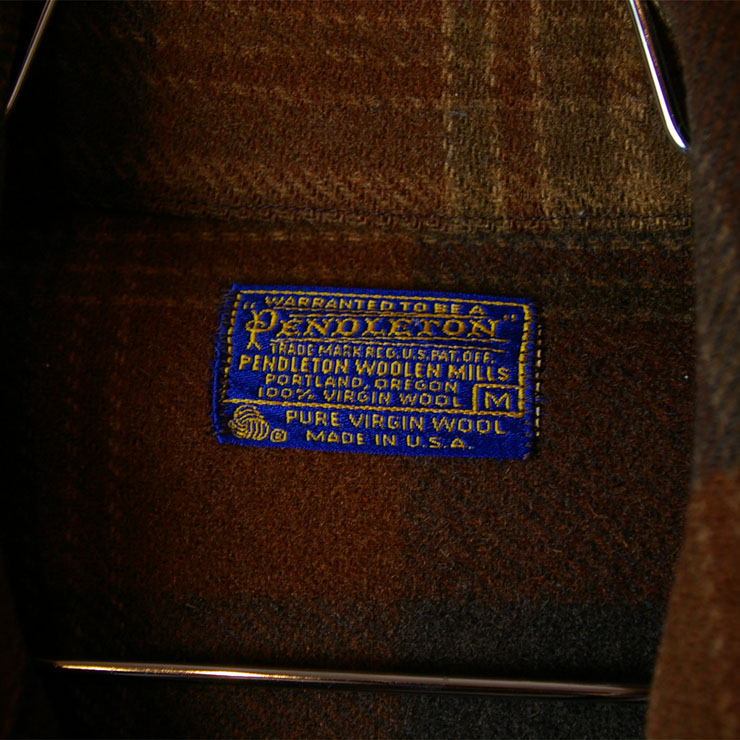 WARRANTED TO BE A
"PENDLETON"
TRADE MARK REG. U.S. PAT. OFF.
PENDLETON WOOLEN MILLS
PORTLAND, OREGON
100% VIRGIN WOOL M
PURE VIRGIN WOOL
MADE IN U.S.A.